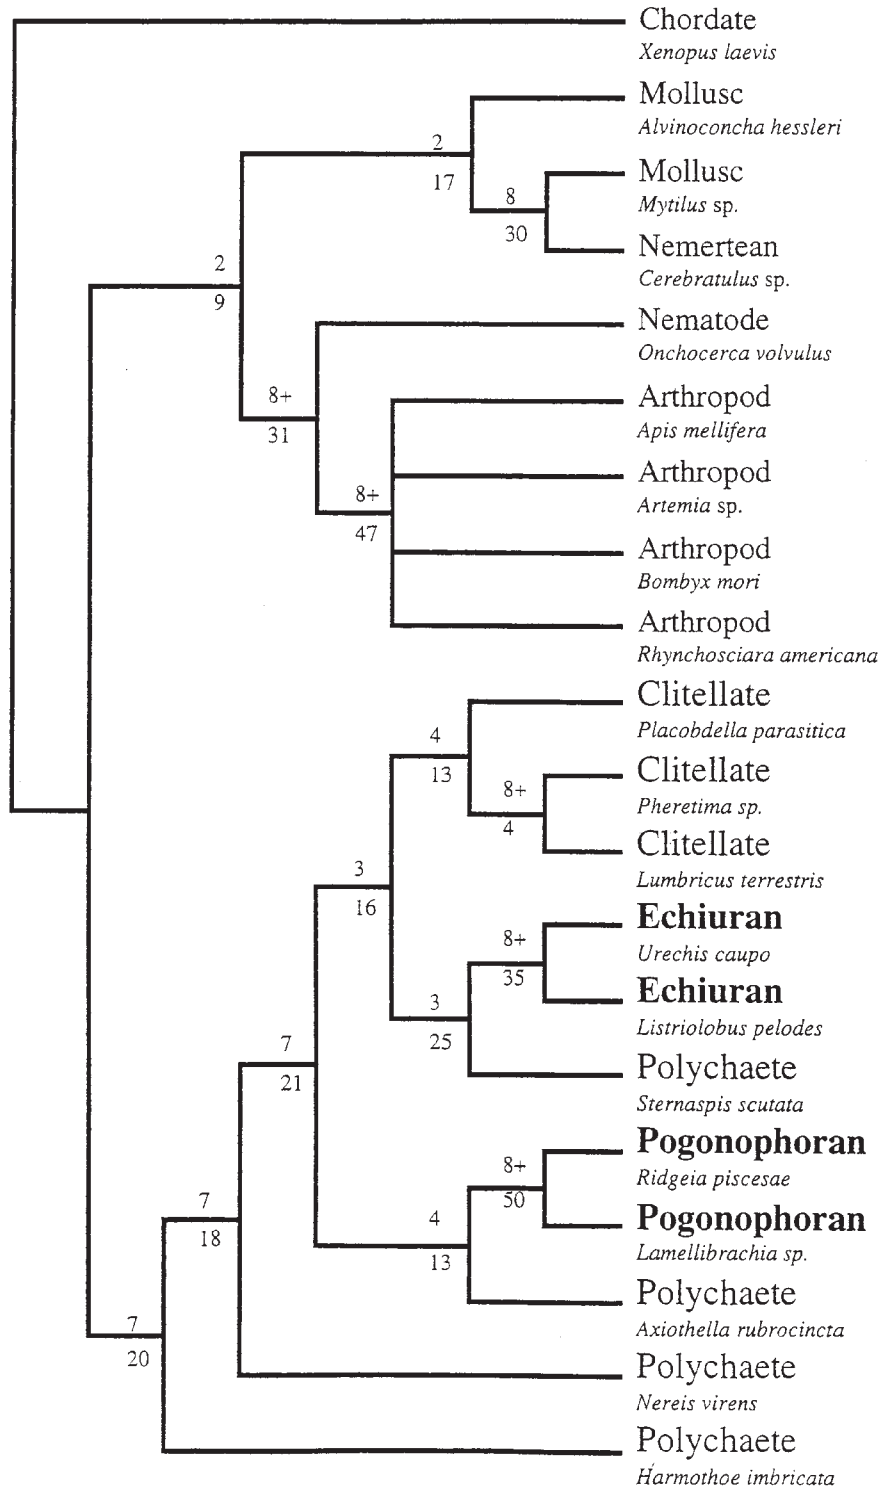 Chordate
Xenopus laevis
Mollusc
Alvinoconcha hessleri
2
17
Mollusc
Mytilus sp.
8
30
Nemertean
Cerebratulus sp.
2
9
Nematode
Onchocerca volvulus
8+
31
Arthropod
Apis mellifera
Arthropod
Artemia sp.
8+
47
Arthropod
Bombyx mori
Arthropod
Rhynchosciara americana
Clitellate
Placobdella parasitica
4
13
Clitellate
Pheretima sp.
8+
4
Clitellate
Lumbricus terrestris
3
16
Echiuran
Urechis caupo
8+
35
Echiuran
Listriolobus pelodes
3
25
Polychaete
Sternaspis scutata
7
21
Pogonophoran
Ridgeia piscesae
8+
50
Pogonophoran
Lamellibrachia sp.
4
13
Polychaete
Axiothella rubrocincta
7
18
Polychaete
Nereis virens
7
20
Polychaete
Harmothoe imbricata